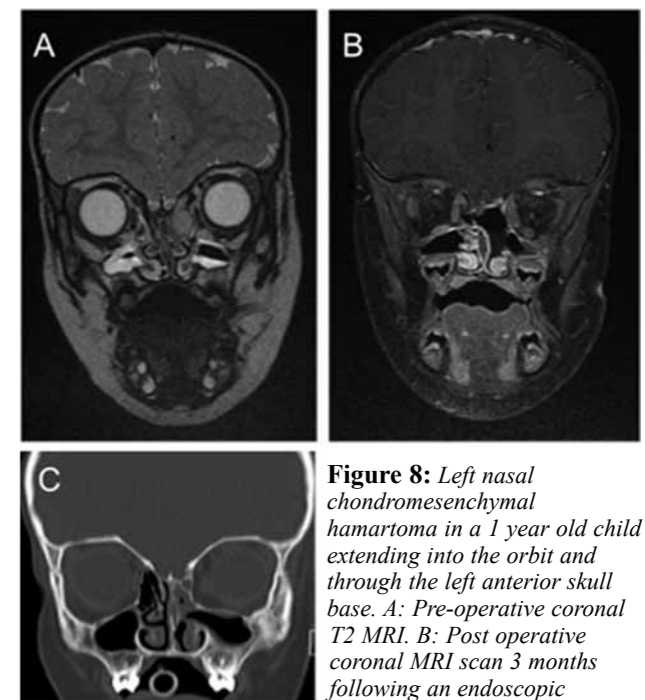 A
B
C
Figure 8: Left nasal
chondromesenchymal
hamartoma in a 1 year old child
extending into the orbit and
through the left anterior skull
base. A: Pre-operative coronal
T2 MRI. B: Post operative
coronal MRI scan 3 months
following an endoscopic